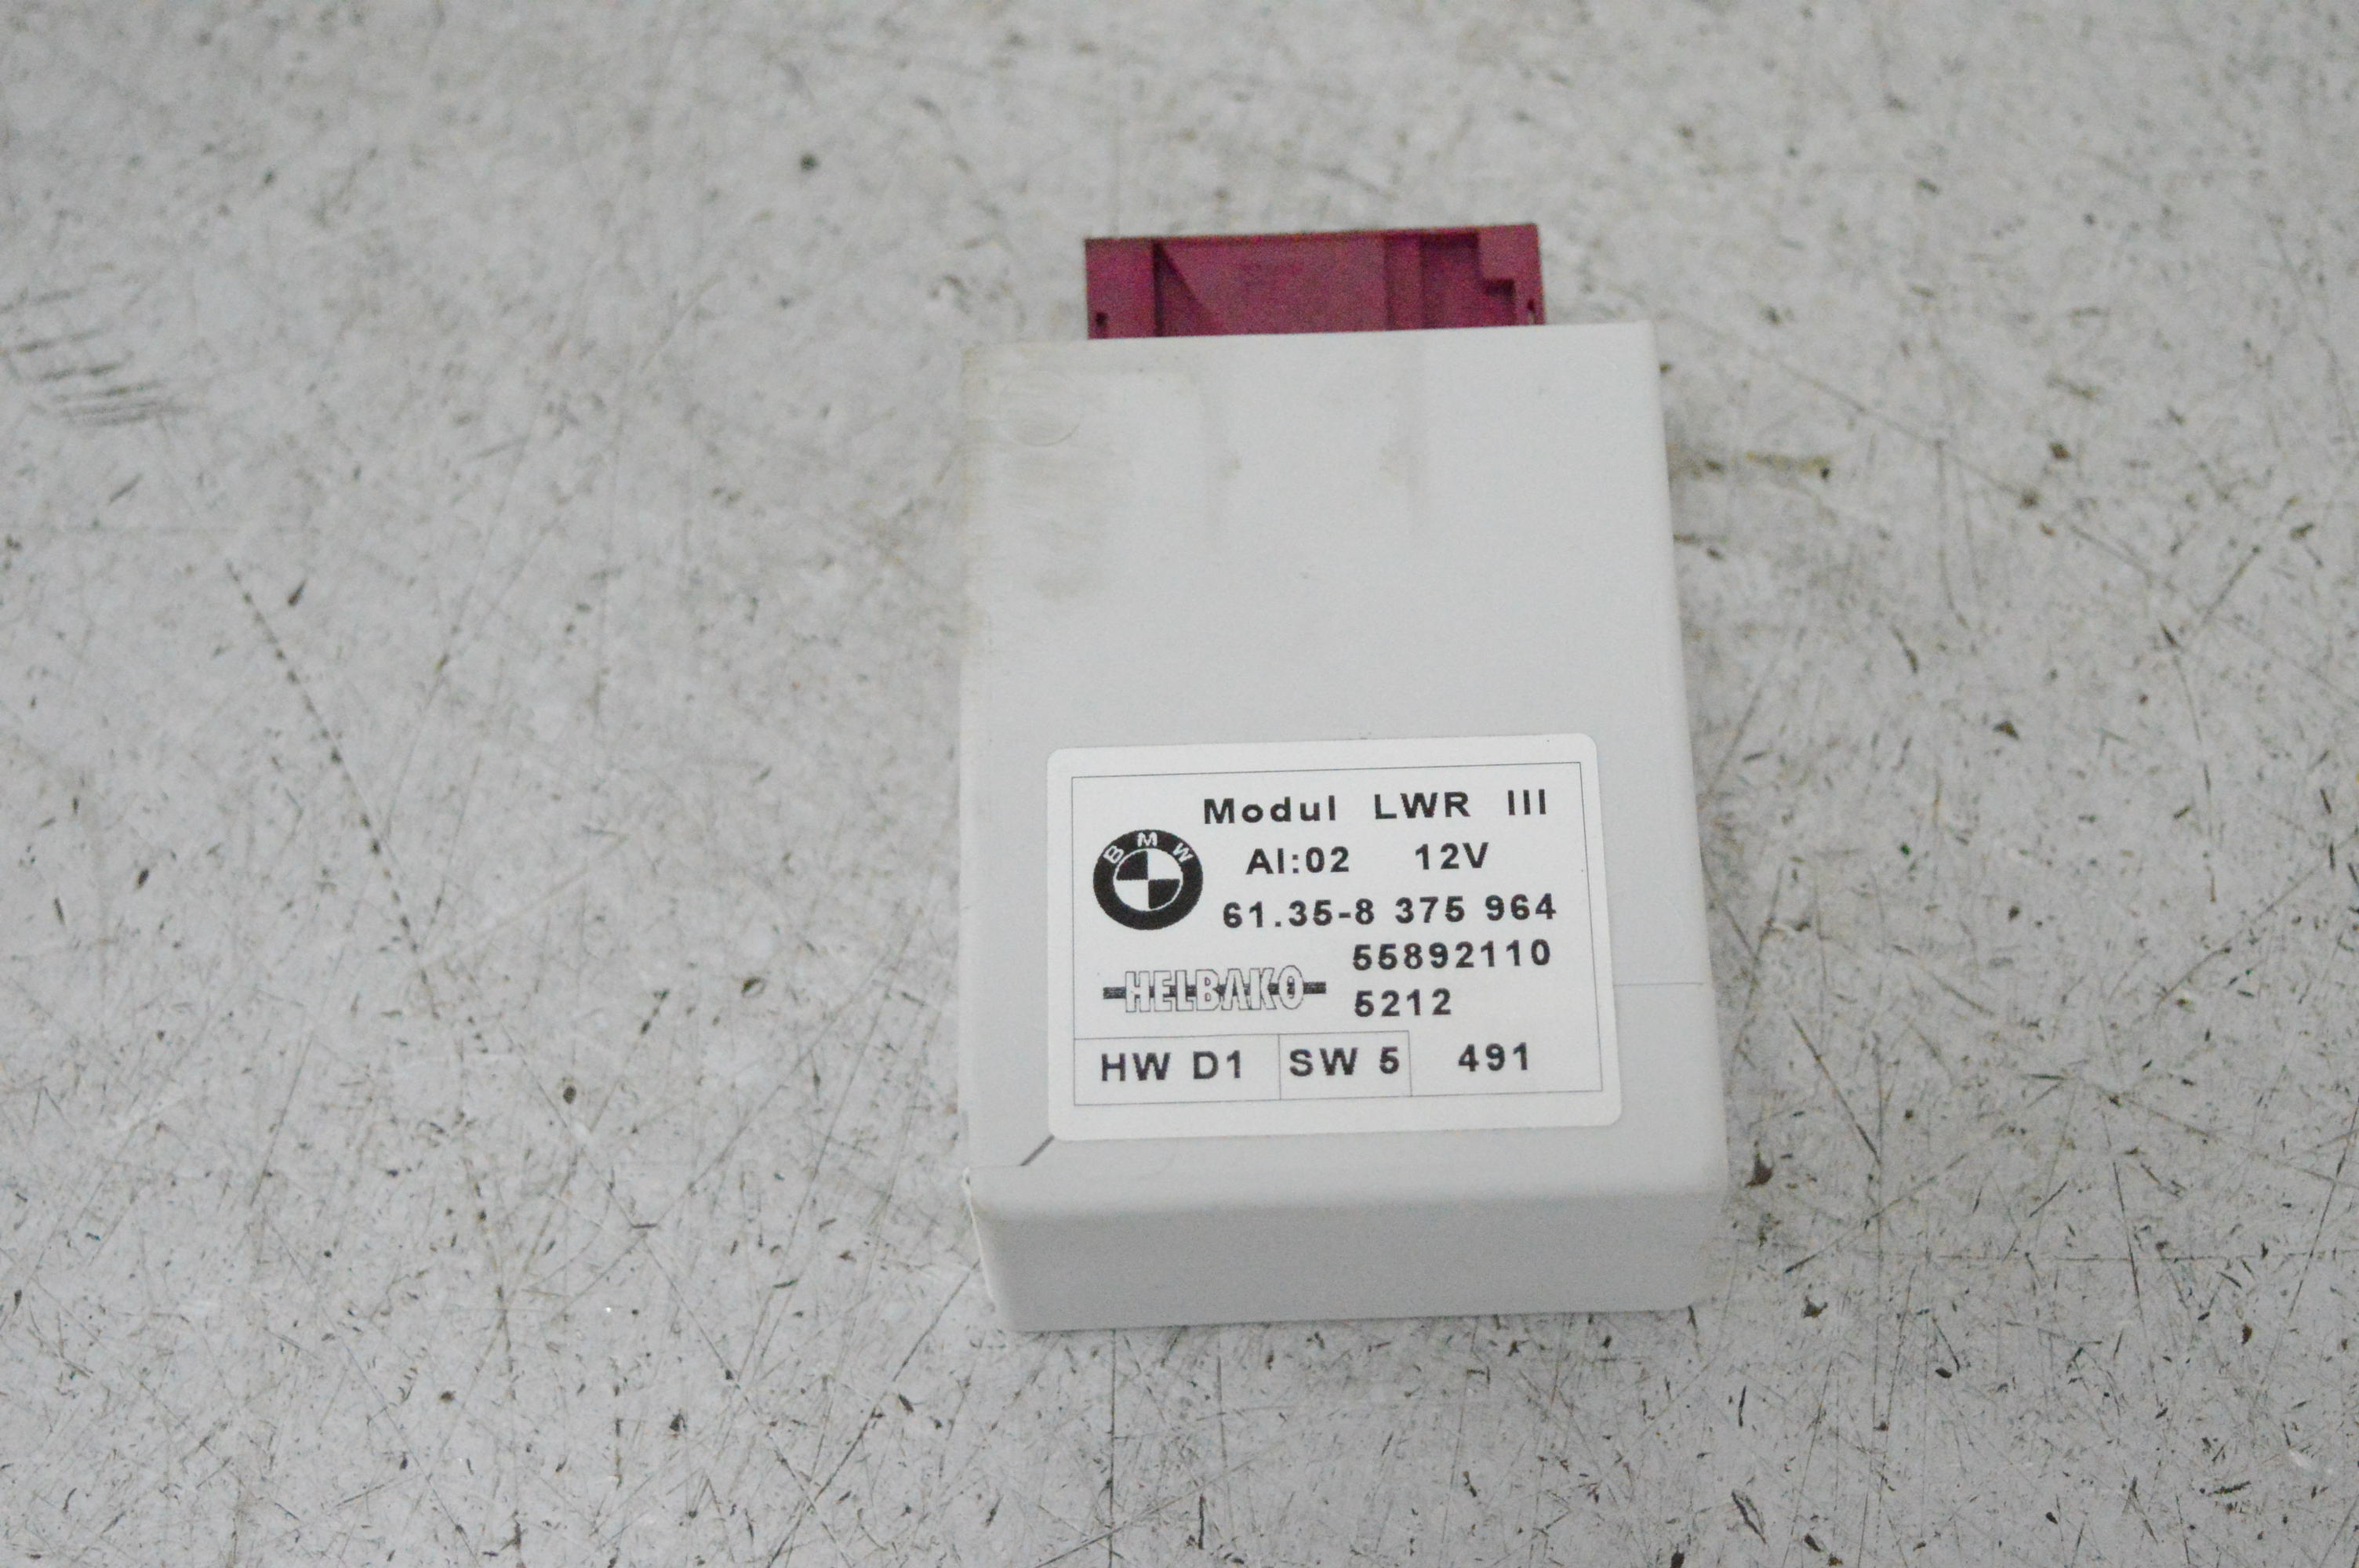 Modul LWR III
BMW
AI:02 12V
61.35-8 375 964
55892110
HELBAKO
5212
HW D1 SW 5 491